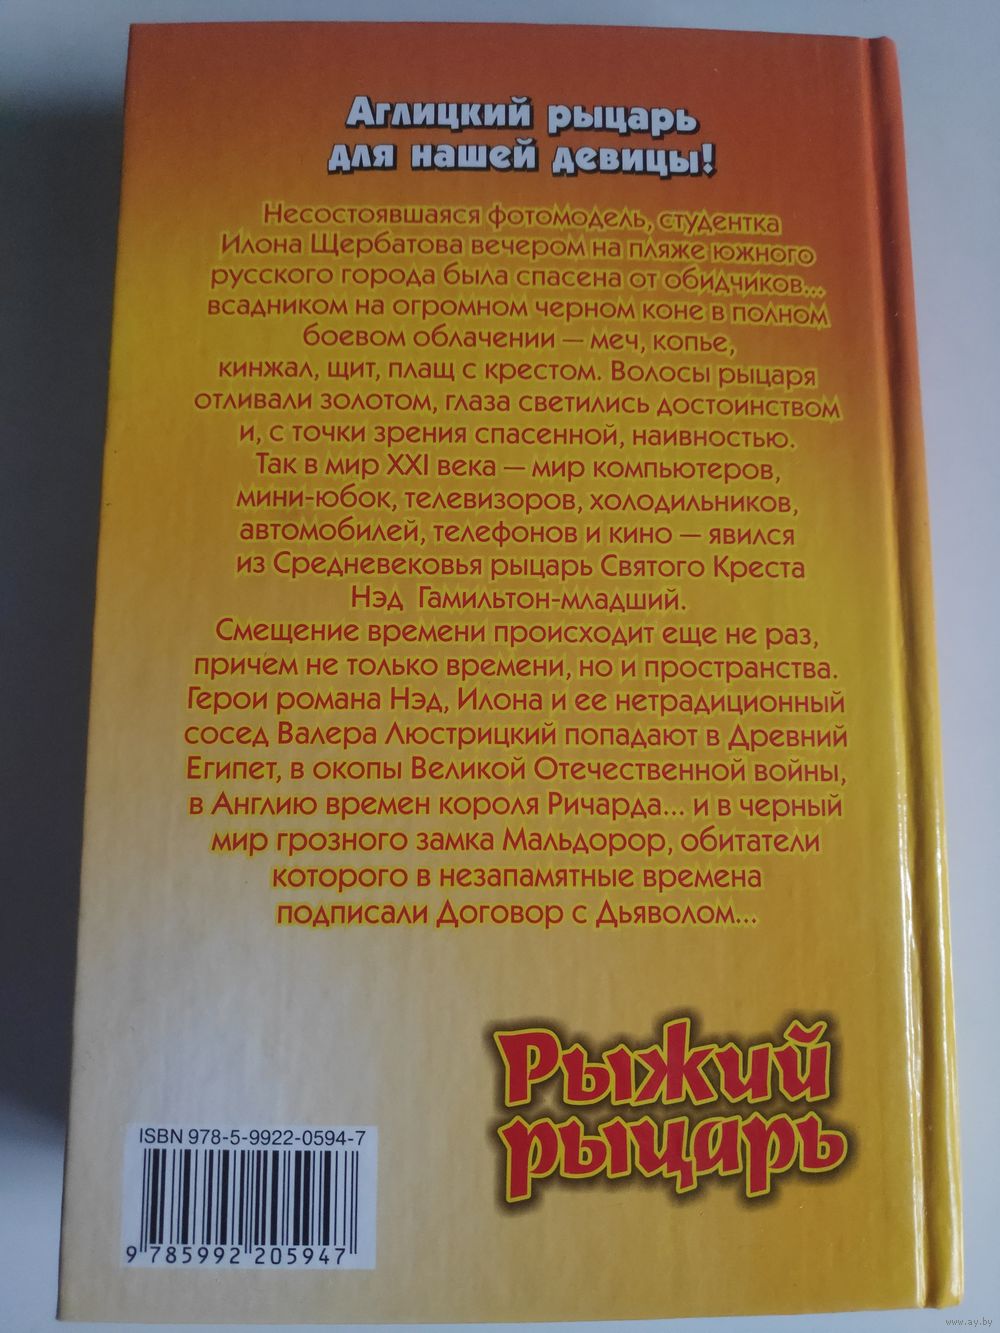 Аглицкий рыцарь
для нашей девицы!
Несостоявшаяся фотомодель, студентка
Илона Щербатова вечером на пляже южного
русского города была спасена от обидчиков...
всадником на огромном черном коне в полном
боевом облачении — меч, копье,
кинжал, щит, плащ с крестом. Волосы рыцаря
отливали золотом, глаза светились достоинством
и, с точки зрения спасенной, наивностью.
Так в мир XXI века — мир компьютеров,
мини-юбок, телевизоров, холодильников,
автомобилей, телефонов и кино — явился
из Средневековья рыцарь Святого Креста
Нэд Гамильтон-младший.
Смещение времени происходит еще не раз,
причем не только времени, но и пространства.
Герои романа Нэд, Илона и ее нетрадиционный
сосед Валера Люстрицкий попадают в Древний
Египет, в окопы Великой Отечественной войны,
в Англию времен короля Ричарда... и в черный
мир грозного замка Мальдорор, обитатели
которого в незапамятные времена
подписали Договор с Дьяволом...
Рыжий
рыцарь
ISBN 978-5-9922-0594-7
9 785992 205947
www.ay.by